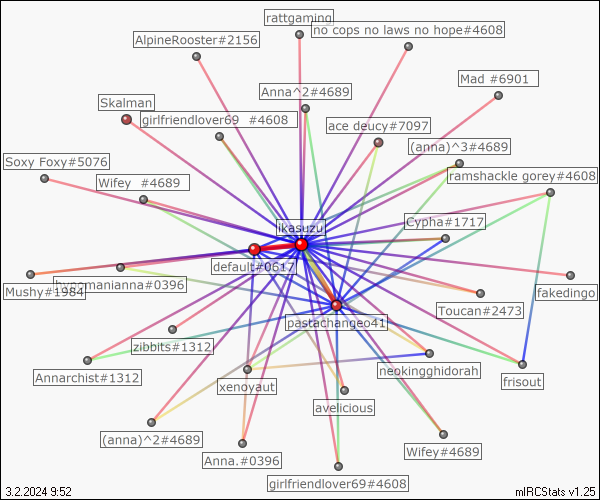 rattgaming
no cops no laws no hope#4608
AlpineRooster#2156
Mad #6901
Anna^2#4689
Skalman
girlfriendlover69 #4608
ace deucy#7097
(anna)^3#4689
Soxy Foxy#5076
ramshackle gorey#4608
Wifey #4689
ikasuzu
Cypha#1717
default#0617
hypomanianna#0396
Mushy#1984
fakedingo
Toucan#2473
pastachangeo41
zibbits#1312
Annarchist#1312
neokingghidorah
frisout
xenoyaut
avelicious
(anna)^2#4689
Wifey#4689
Anna.#0396
girlfriendlover69#4608
3.2.2024 9:52
mIRCStats v1.25